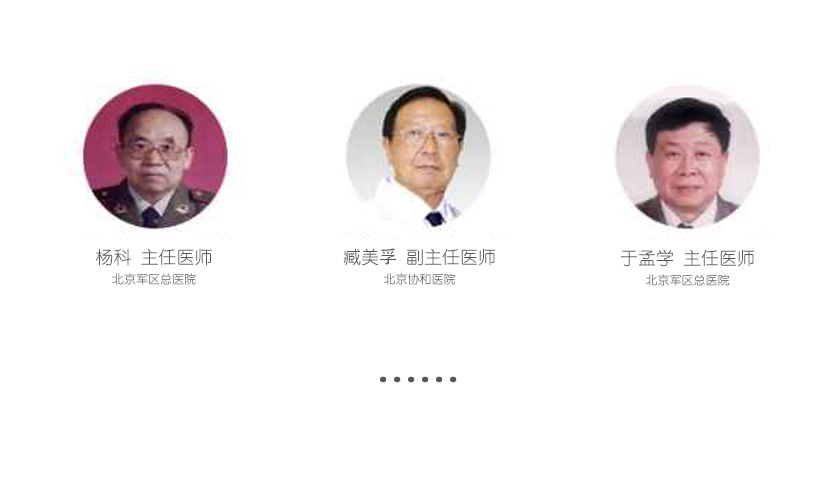 杨科 主任医师
北京军区总医院
臧美孚 副主任医师
北京协和医院
于孟学 主任医师
北京军区总医院
······